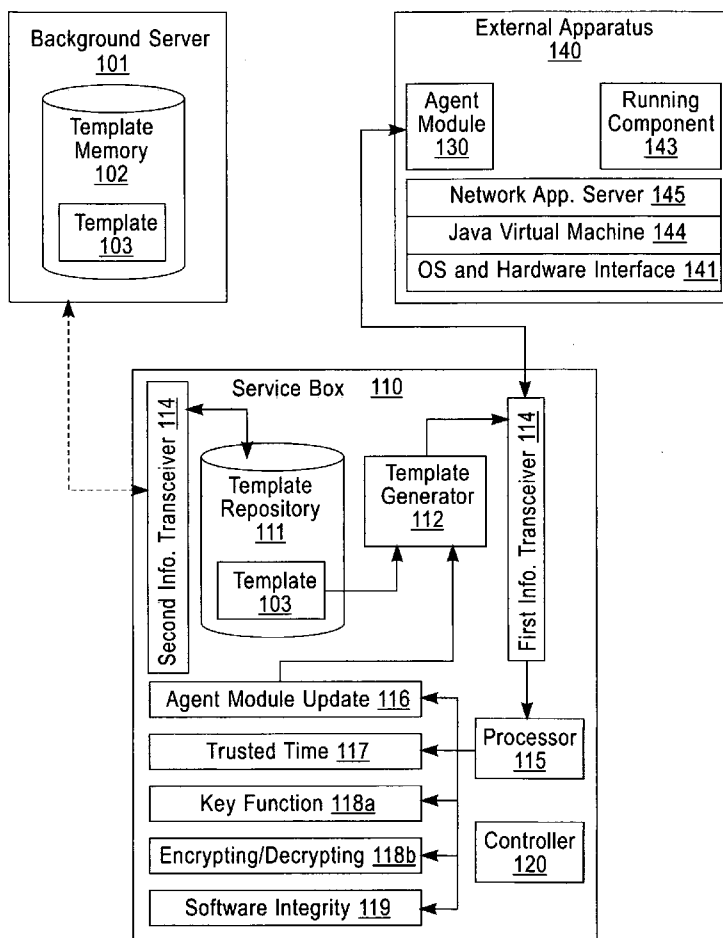 Background Server
101
Template
Memory
102
Template
103
External Apparatus
140
Agent
Module
130
Running
Component
143
Network App. Server 145
Java Virtual Machine 144
OS and Hardware Interface 141
Service Box 110
Second Info. Transceiver 114
Template
Repository
111
Template
103
Template
Generator
112
First Info. Transceiver 114
Agent Module Update 116
Trusted Time 117
Key Function 118a
Encrypting/Decrypting 118b
Software Integrity 119
Processor
115
Controller
120